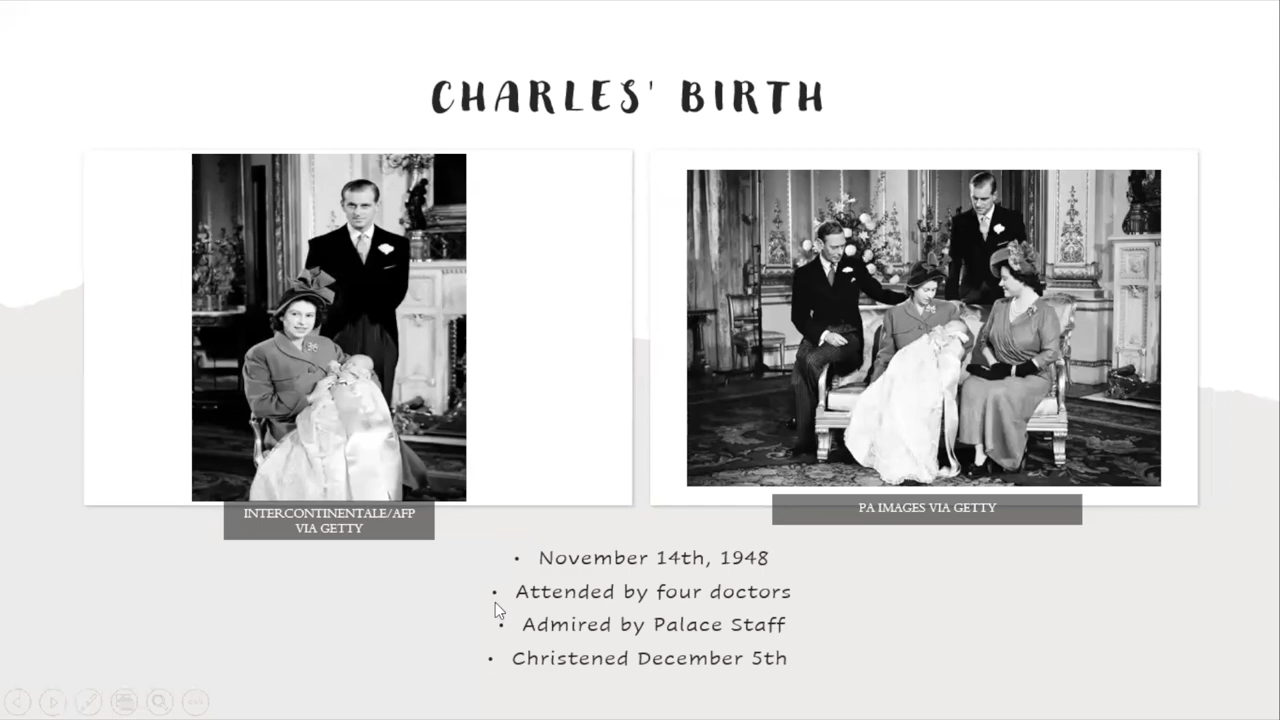 CHARLES' BIRTH
INTERCONTINENTALE/AFP
VIA GETTY
PA IMAGES VIA GETTY
• November 14th, 1948
• Attended by four doctors
• Admired by Palace Staff
• Christened December 5th